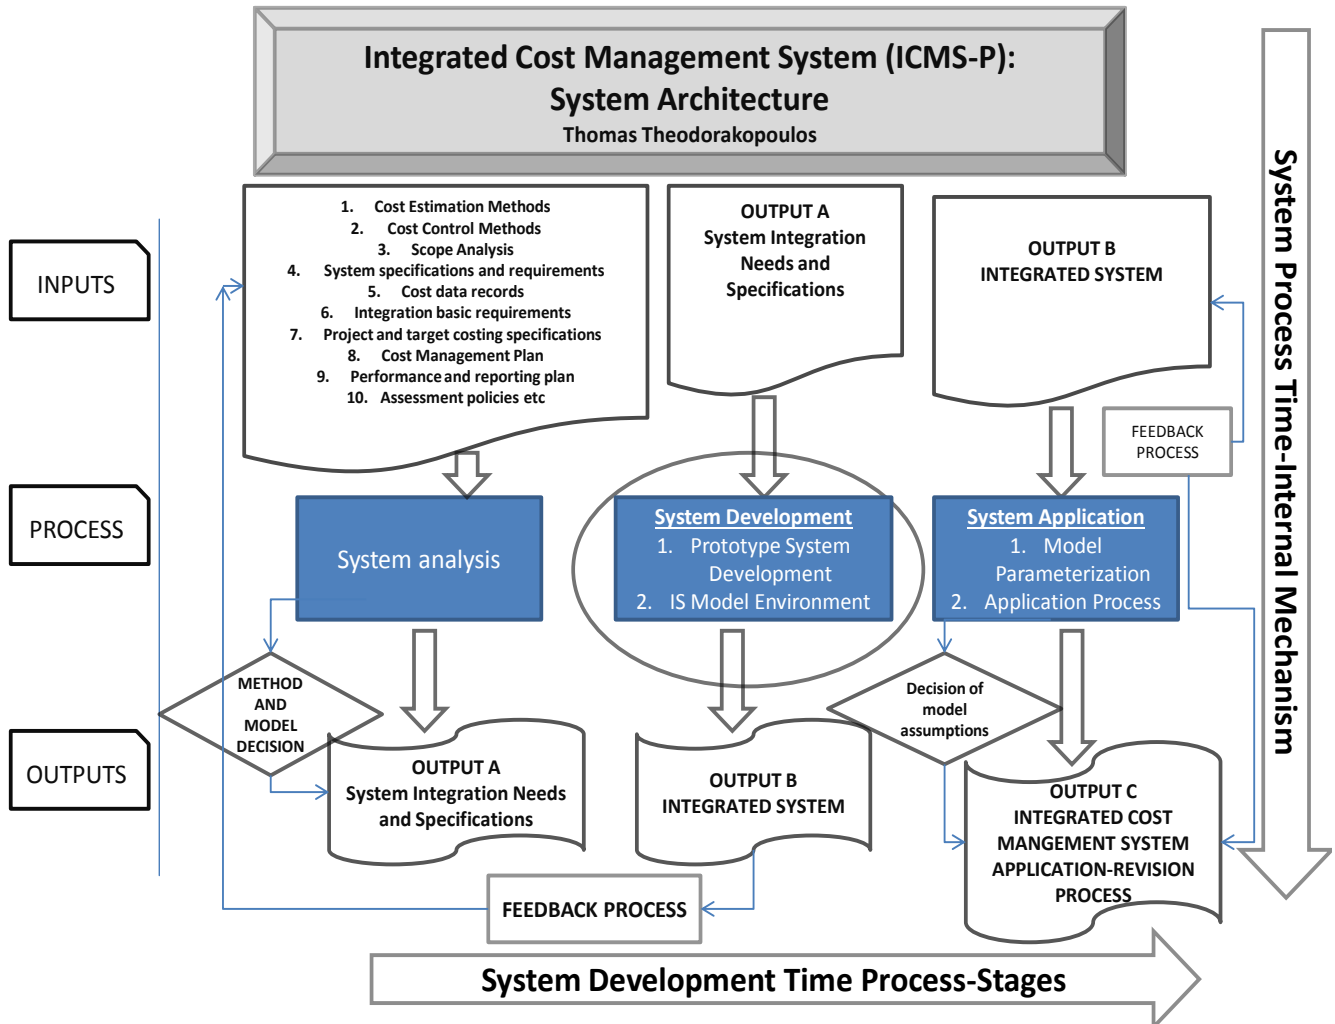 Integrated Cost Management System (ICMS-P):
System Architecture
Thomas Theodorakopoulos
System Process Time-Internal Mechanism
INPUTS
1. Cost Estimation Methods
2. Cost Control Methods
3. Scope Analysis
4. System specifications and requirements
5. Cost data records
6. Integration basic requirements
7. Project and target costing specifications
8. Cost Management Plan
9. Performance and reporting plan
10. Assessment policies etc
OUTPUT A
System Integration
Needs and
Specifications
OUTPUT B
INTEGRATED SYSTEM
FEEDBACK
PROCESS
PROCESS
System analysis
System Development
1. Prototype System
Development
2. IS Model Environment
System Application
1. Model
Parameterization
2. Application Process
METHOD
AND
MODEL
DECISION
Decision of
model
assumptions
OUTPUTS
OUTPUT A
System Integration Needs
and Specifications
OUTPUT B
INTEGRATED SYSTEM
OUTPUT C
INTEGRATED COST
MANGEMENT SYSTEM
APPLICATION-REVISION
PROCESS
FEEDBACK PROCESS
System Development Time Process-Stages